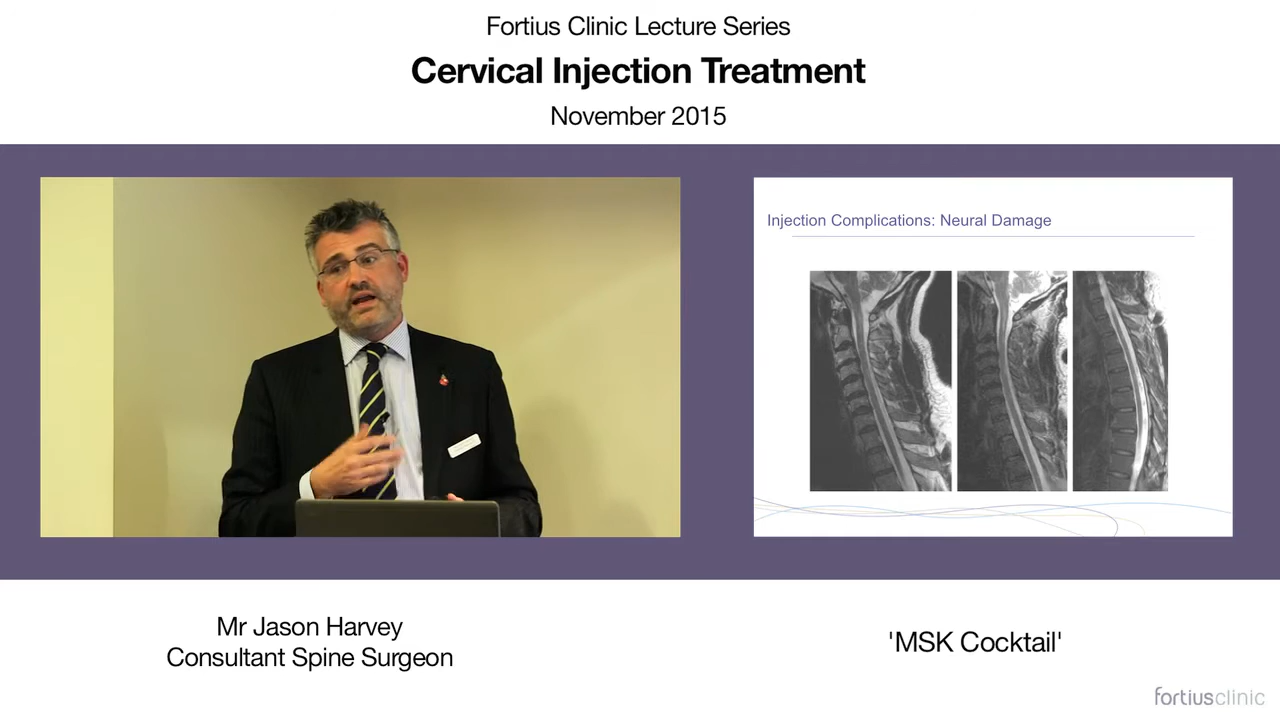 Fortius Clinic Lecture Series
Cervical Injection Treatment
November 2015
Injection Complications: Neural Damage
Mr Jason Harvey
Consultant Spine Surgeon
'MSK Cocktail'
fortiusclinic